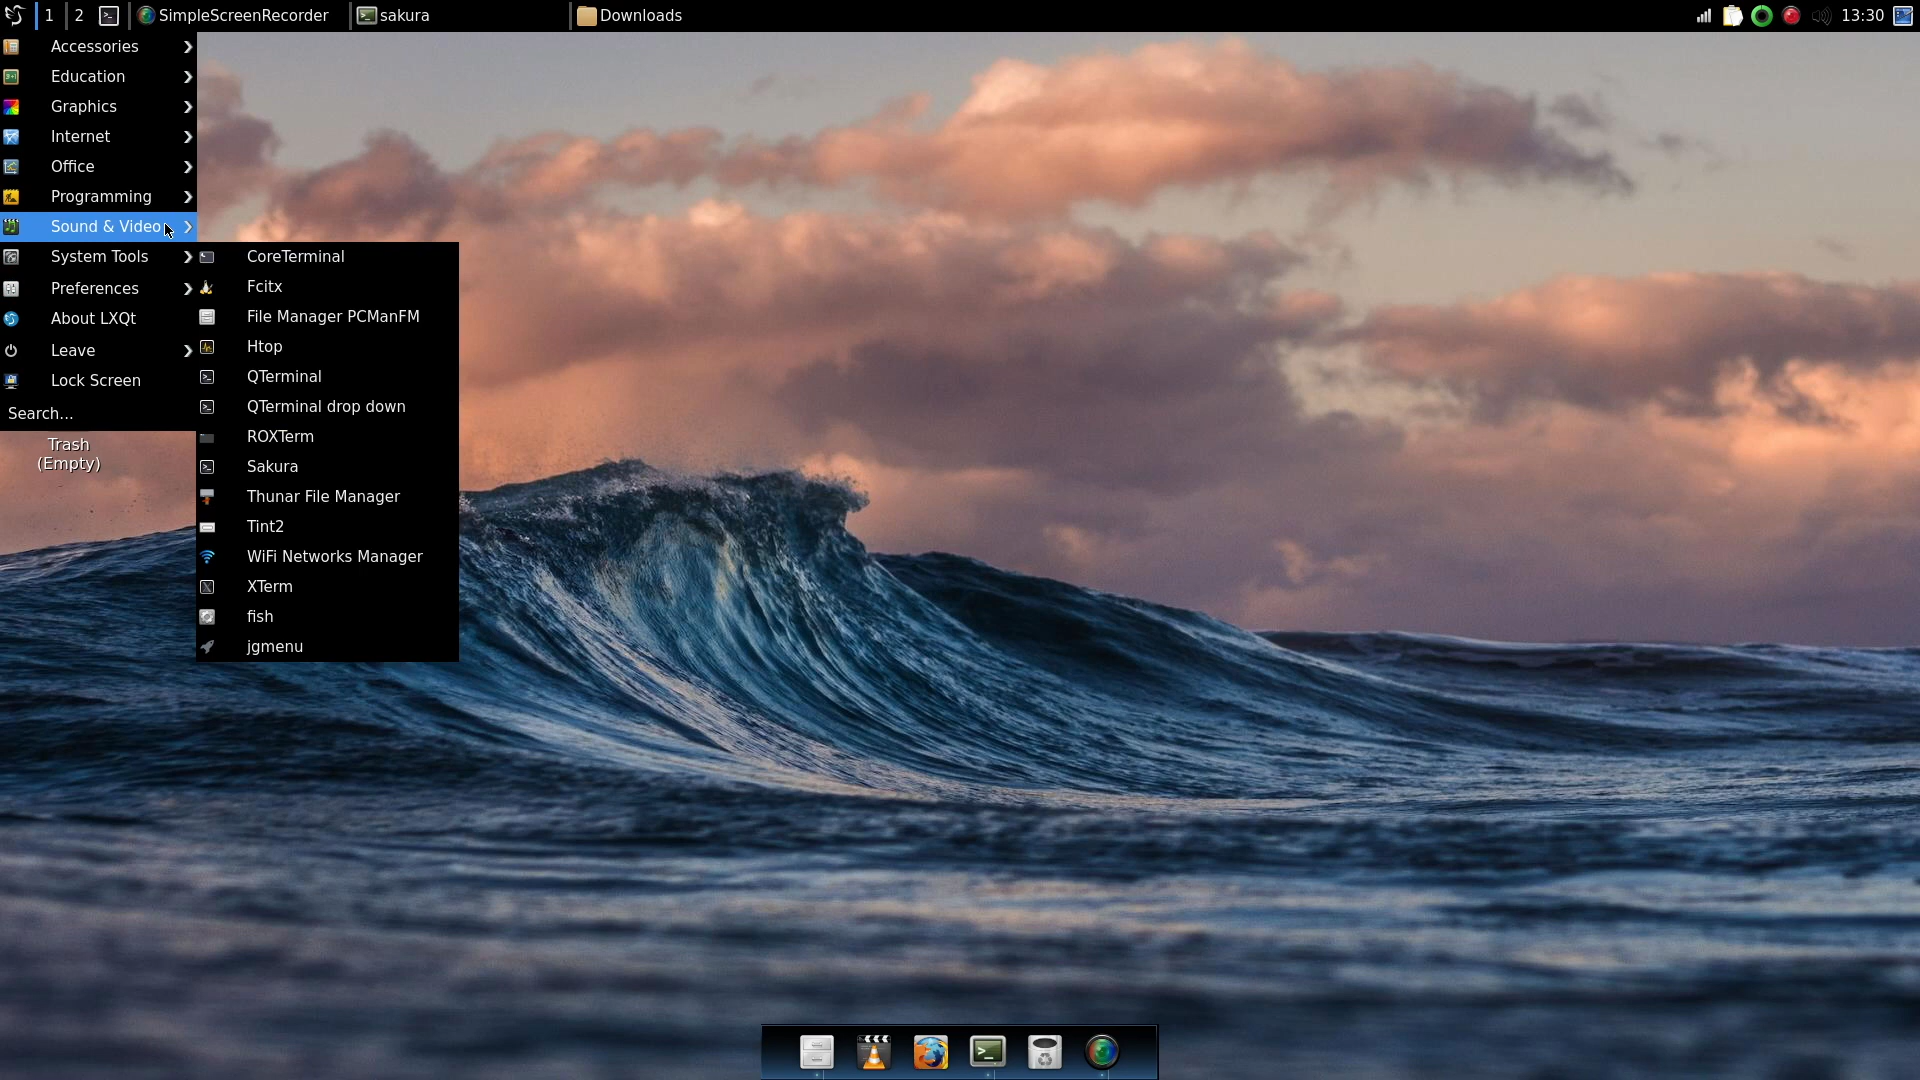 1 2 SimpleScreenRecorder sakura Downloads 13:30
Accessories
Education
Graphics
Internet
Office
Programming
Sound & Video
System Tools
Preferences
About LXQt
Leave
Lock Screen
Search...
Trash
(Empty)
CoreTerminal
Fcitx
File Manager PCManFM
Htop
QTerminal
QTerminal drop down
ROXTerm
Sakura
Thunar File Manager
Tint2
WiFi Networks Manager
XTerm
fish
jgmenu